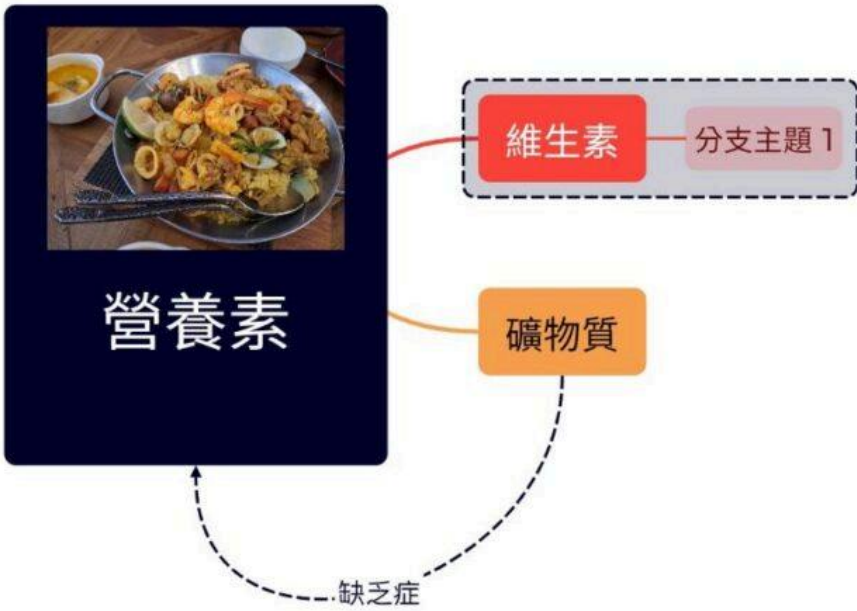 營養素
維生素
分支主題 1
礦物質
缺乏症